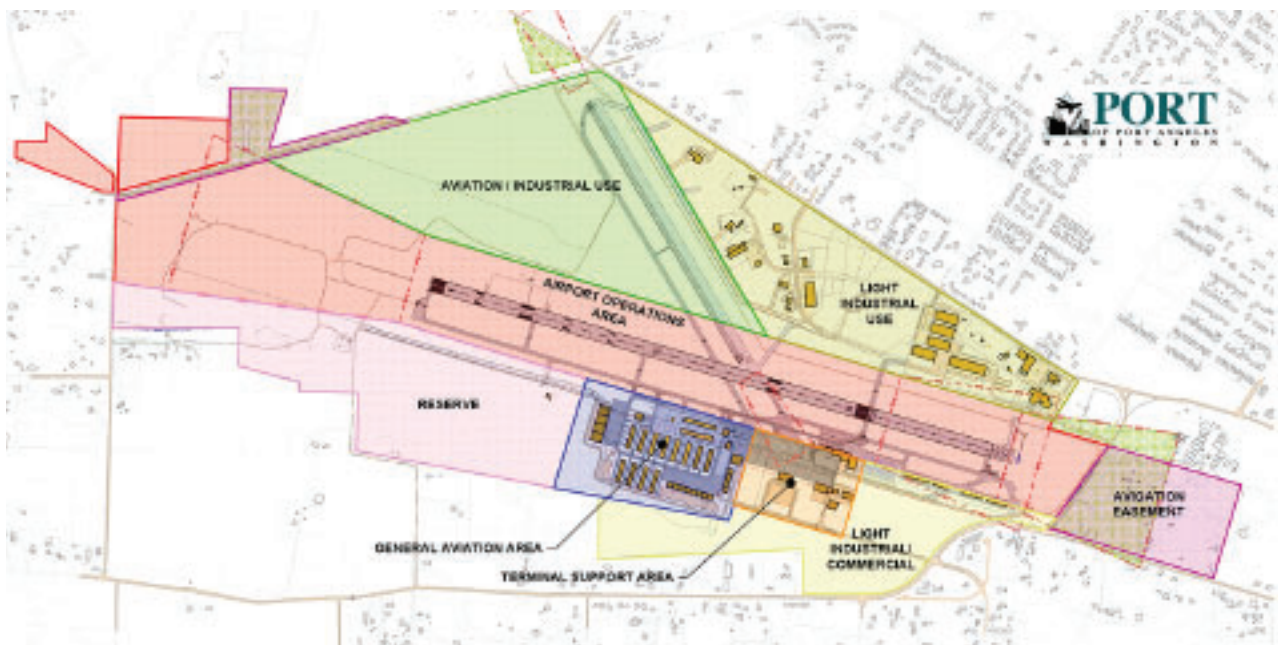 PORT
OF PORT ANGELES
WASHINGTON
AVIATION / INDUSTRIAL USE
AIRPORT OPERATIONS
AREA
LIGHT
INDUSTRIAL
USE
RESERVE
AVIGATION
EASEMENT
GENERAL AVIATION AREA
LIGHT
INDUSTRIAL/
COMMERCIAL
TERMINAL SUPPORT AREA